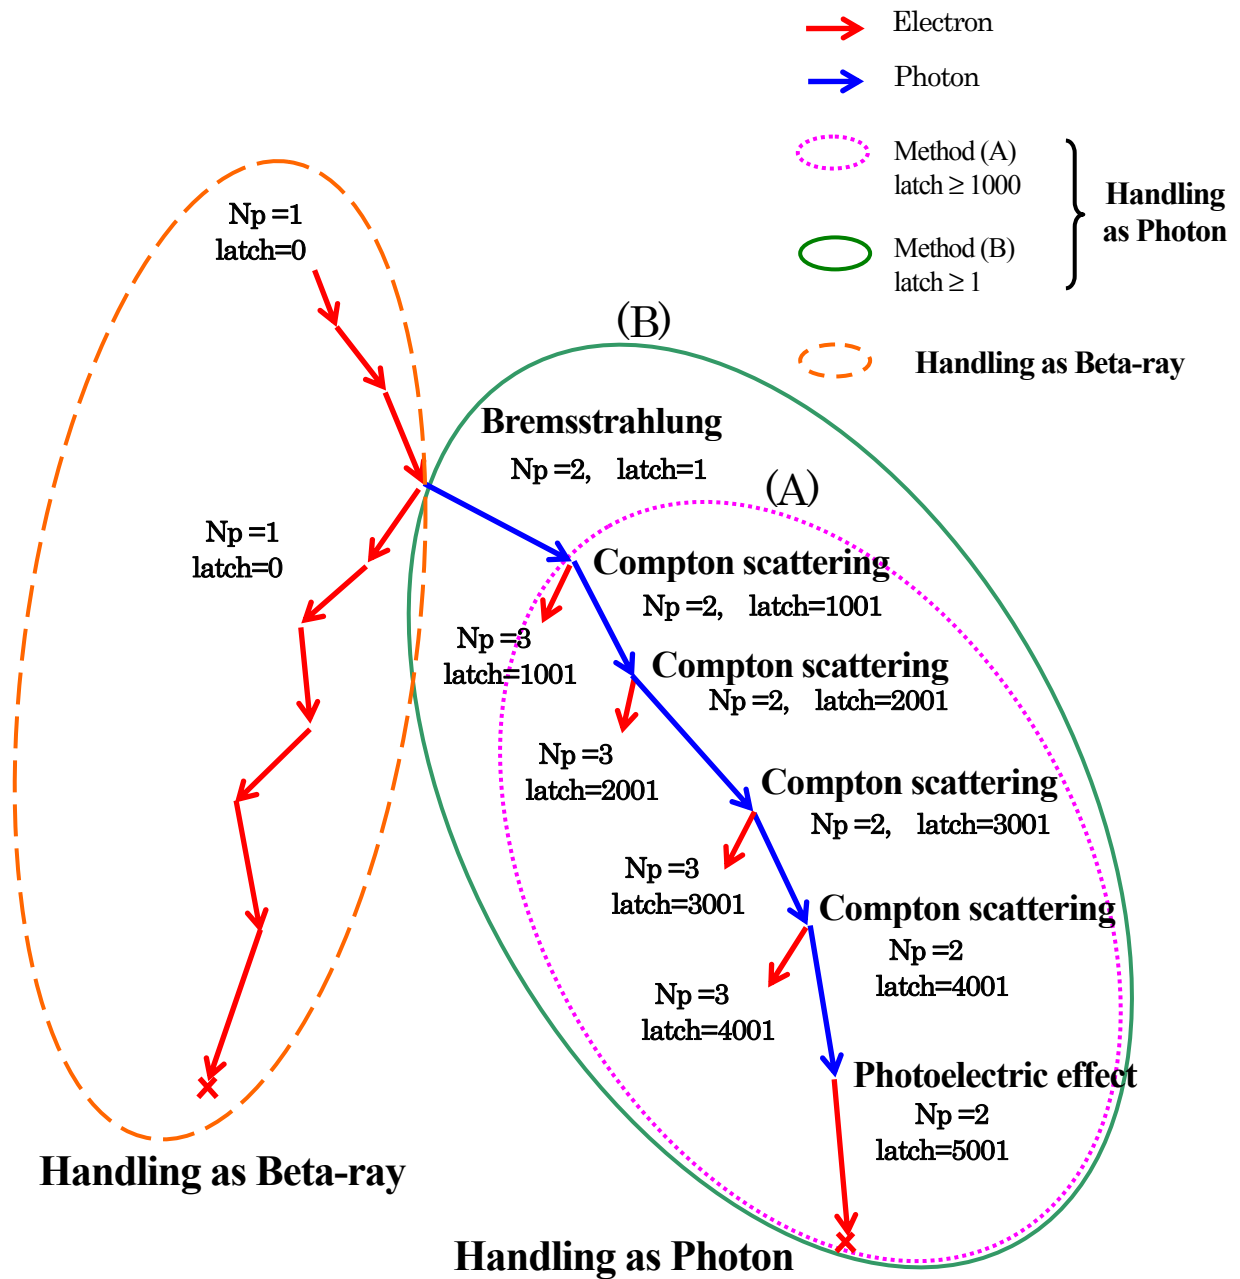 Electron
Photon
Method (A)
latch ≥ 1000
Handling
as Photon
Method (B)
latch ≥ 1
Handling as Beta-ray
Np =1
latch=0
(B)
Bremsstrahlung
Np =2, latch=1
(A)
Np =1
latch=0
Compton scattering
Np =2, latch=1001
Np =3
latch=1001
Compton scattering
Np =2, latch=2001
Np =3
latch=2001
Compton scattering
Np =2, latch=3001
Np =3
latch=3001
Compton scattering
Np =2
latch=4001
Np =3
latch=4001
Photoelectric effect
Np =2
latch=5001
Handling as Beta-ray
Handling as Photon